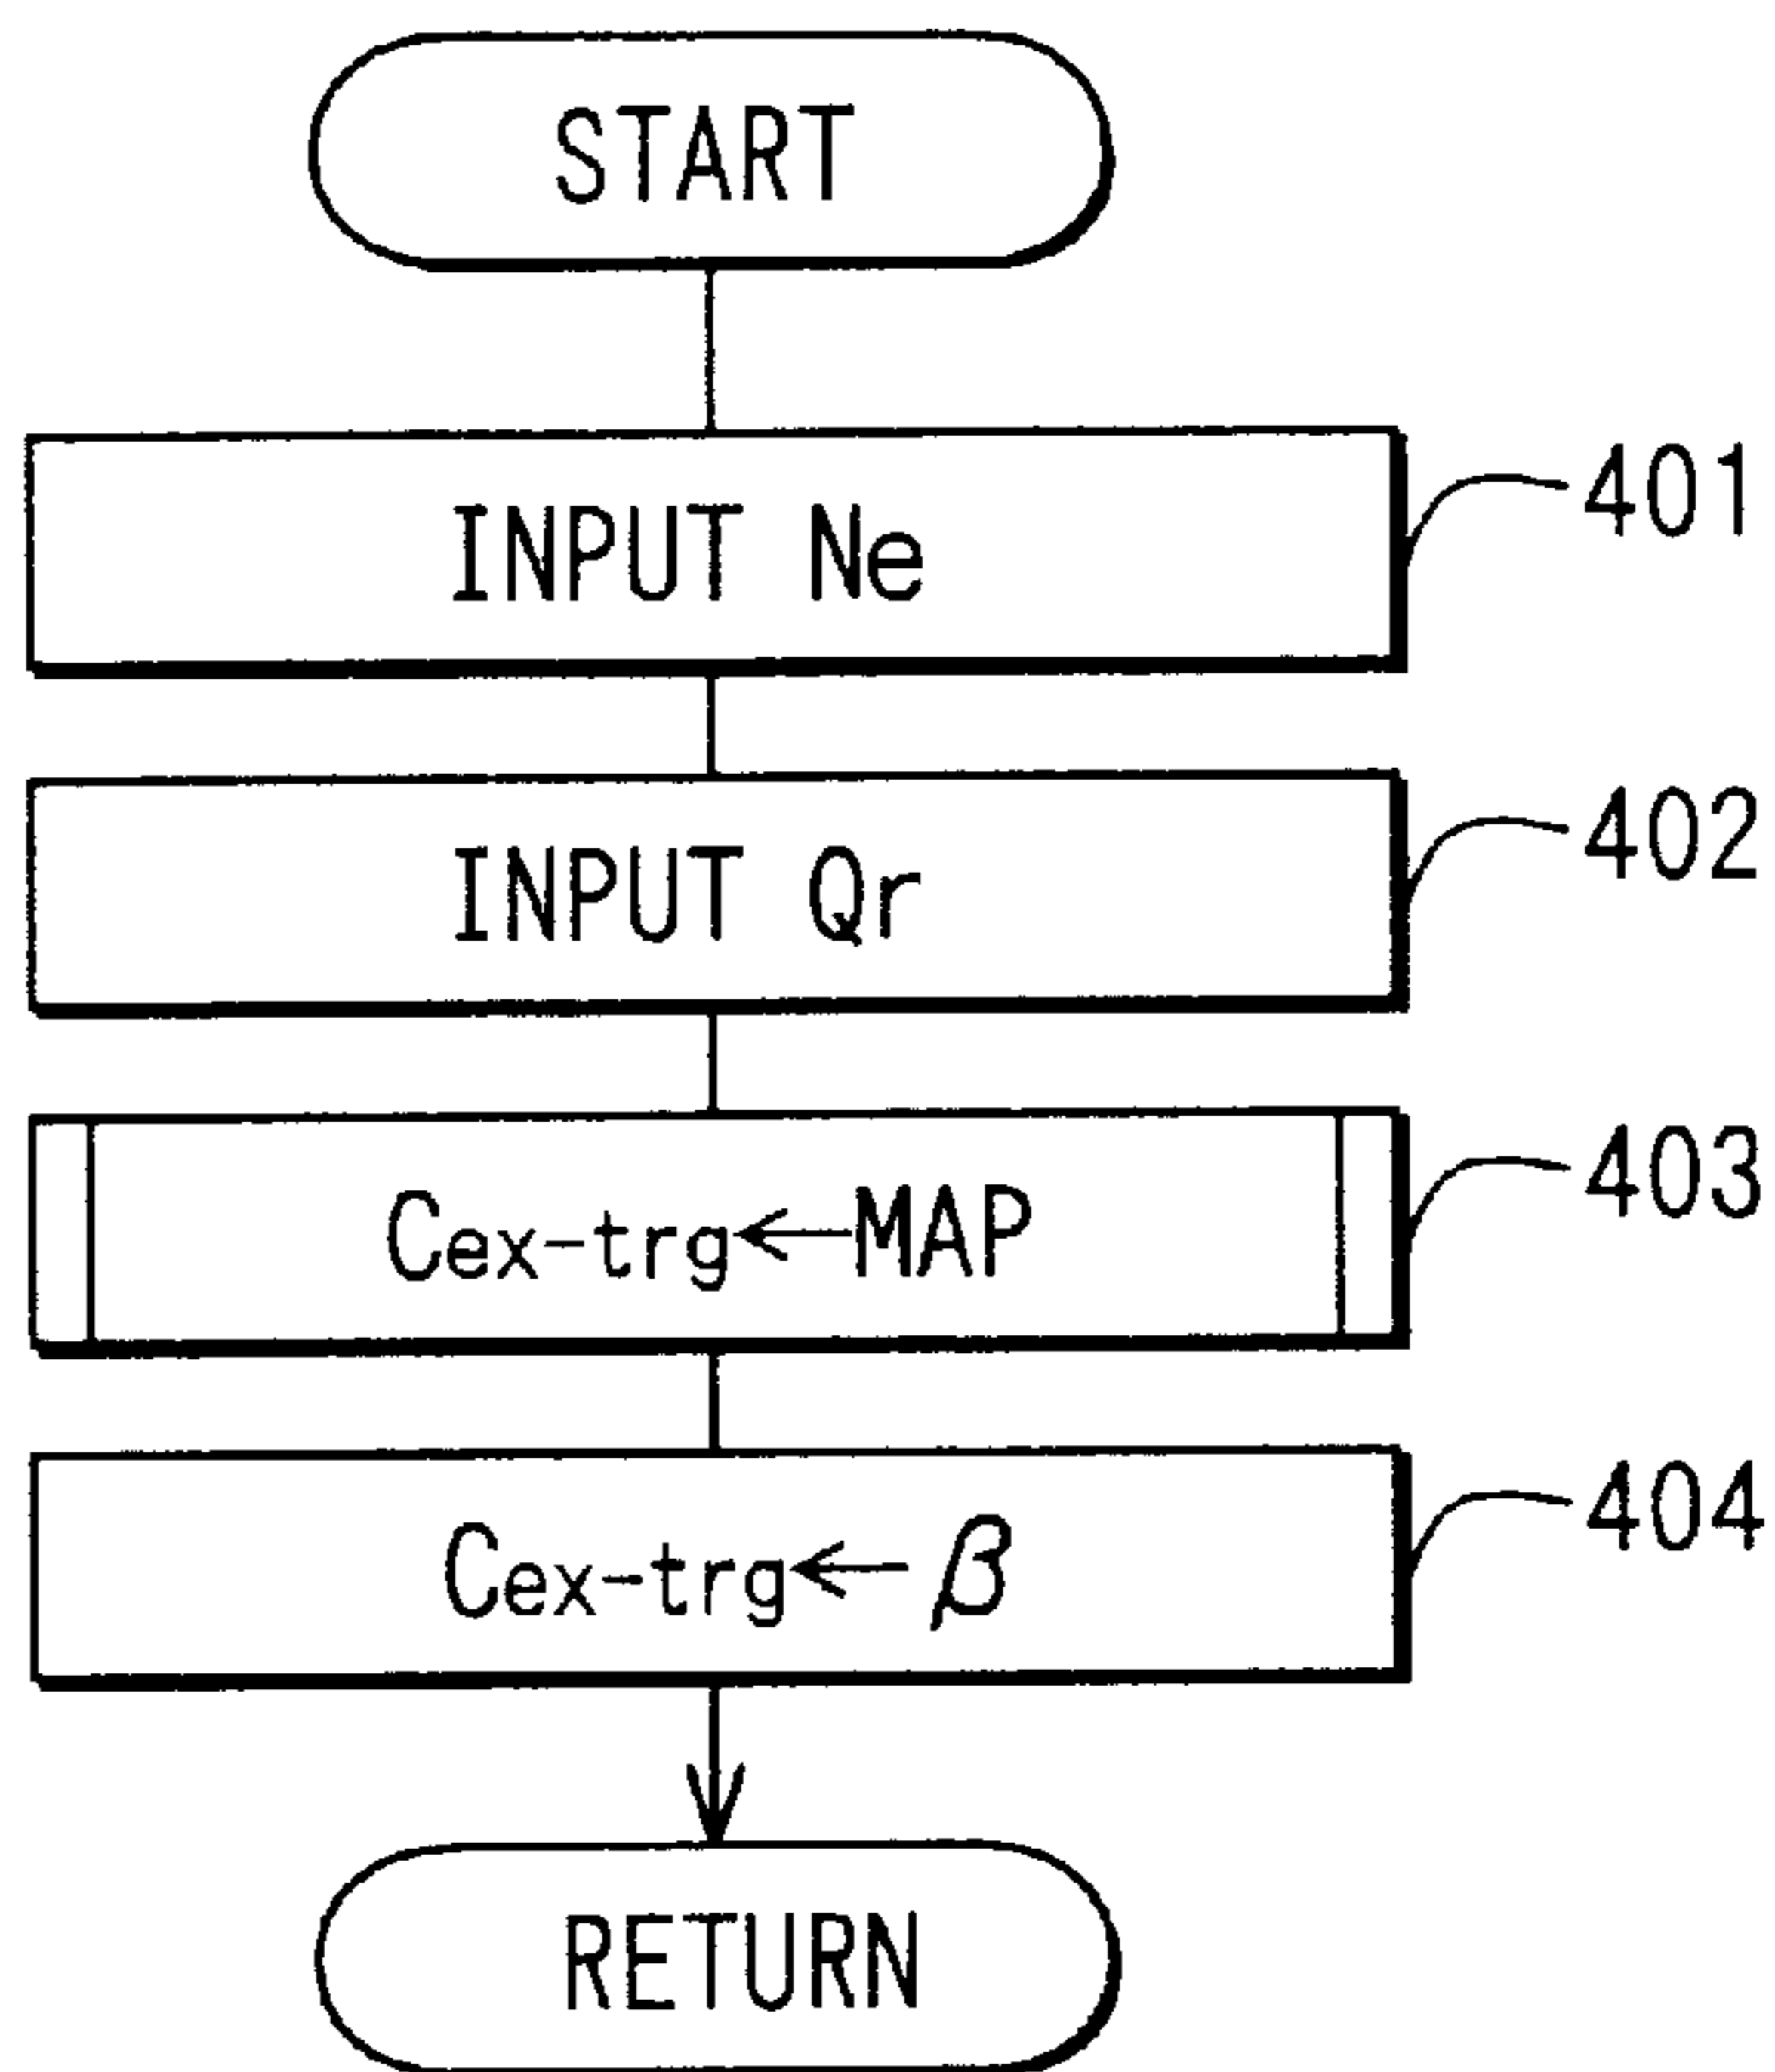 START
INPUT Ne
401
INPUT Qr
402
Cex-trg←MAP
403
Cex-trg←β
404
RETURN